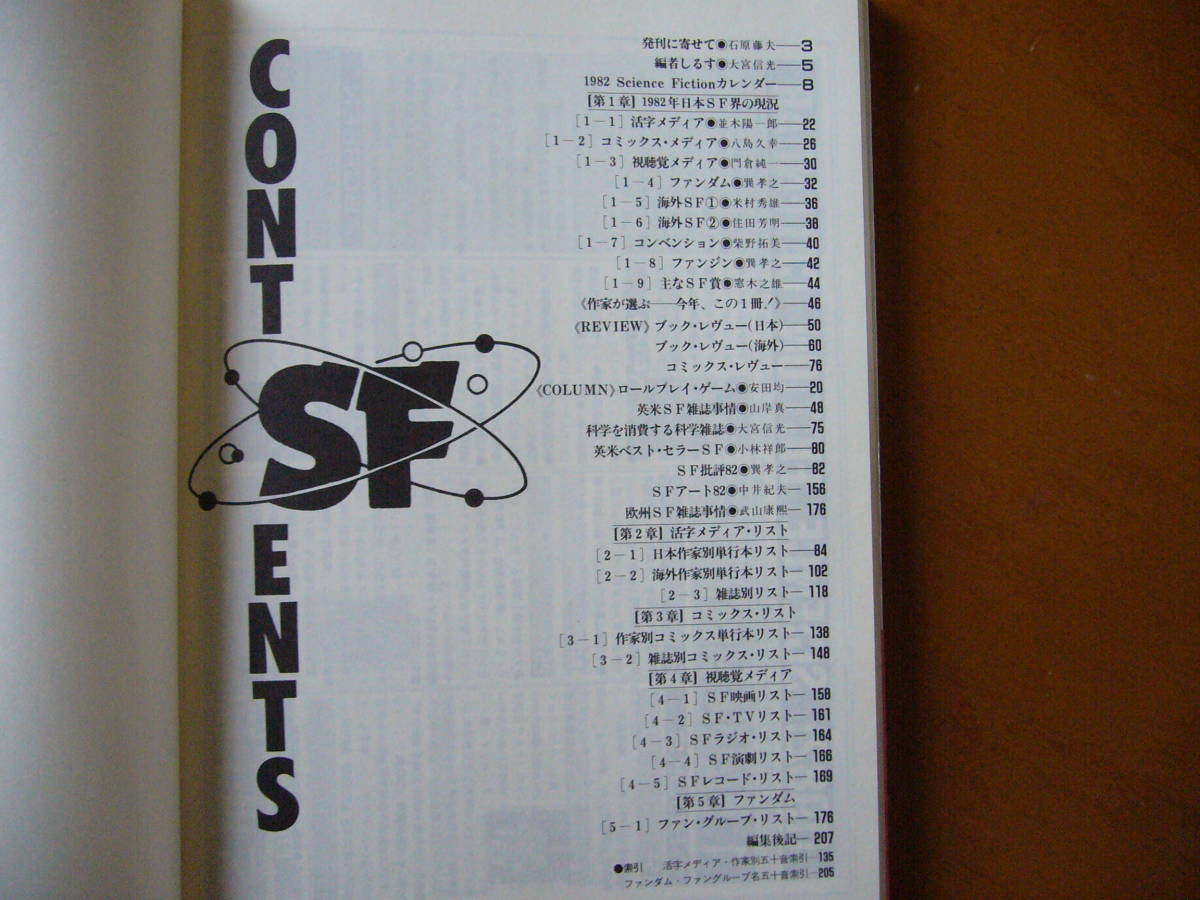 CONTENTS
SF
発刊に寄せて●石原藤夫──3
編者しるす●大宮信光──5
1982 Science Fictionカレンダー──8
[第1章] 1982年日本SF界の現況
[1－1] 活字メディア●並木陽一郎──22
[1－2] コミックス・メディア●八島久幸──26
[1－3] 視聴覚メディア●門倉純一──30
[1－4] ファンダム●巽孝之──32
[1－5] 海外SF①●米村秀雄──36
[1－6] 海外SF②●住田芳明──38
[1－7] コンベンション●柴野拓美──40
[1－8] ファンジン●巽孝之──42
[1－9] 主なSF賞●窓木之雄──44
《作家が選ぶ──今年、この1冊!》──46
《REVIEW》ブック・レヴュー(日本)──50
ブック・レヴュー(海外)──60
コミックス・レヴュー──76
《COLUMN》ロールプレイ・ゲーム●安田均──20
英米SF雑誌事情●山岸真──48
科学を消費する科学雑誌●大宮信光──75
英米ベスト・セラーSF●小林祥郎──80
SF批評82●巽孝之──82
SFアート82●中井紀夫─156
欧州SF雑誌事情●武山康熙─176
[第2章] 活字メディア・リスト
[2－1] 日本作家別単行本リスト──84
[2－2] 海外作家別単行本リスト─102
[2－3] 雑誌別リスト─118
[第3章] コミックス・リスト
[3－1] 作家別コミックス単行本リスト─138
[3－2] 雑誌別コミックス・リスト─148
[第4章] 視聴覚メディア
[4－1] SF映画リスト─158
[4－2] SF・TVリスト─161
[4－3] SFラジオ・リスト─164
[4－4] SF演劇リスト─166
[4－5] SFレコード・リスト─169
[第5章] ファンダム
[5－1] ファン・グループ・リスト─176
編集後記─207
●索引 活字メディア・作家別五十音索引─135
ファンダム・ファングループ名五十音索引─205